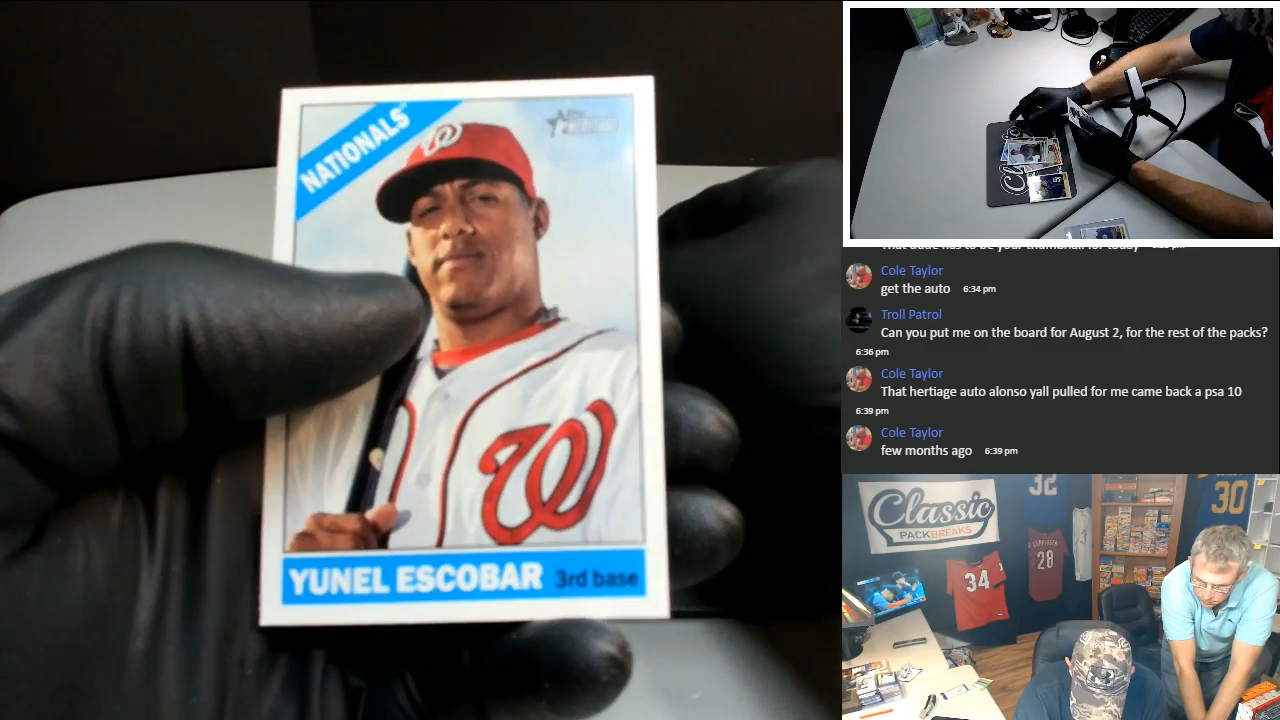 NATIONALS
W
HERITAGE
W
YUNEL ESCOBAR 3rd base
Cole Taylor
get the auto 6:34 pm
Troll Patrol
Can you put me on the board for August 2, for the rest of the packs?
6:36 pm
Cole Taylor
That hertiage auto alonso yall pulled for me came back a psa 10
6:39 pm
Cole Taylor
few months ago 6:39 pm
Classic
PACKBREAKS
32
30
28
34